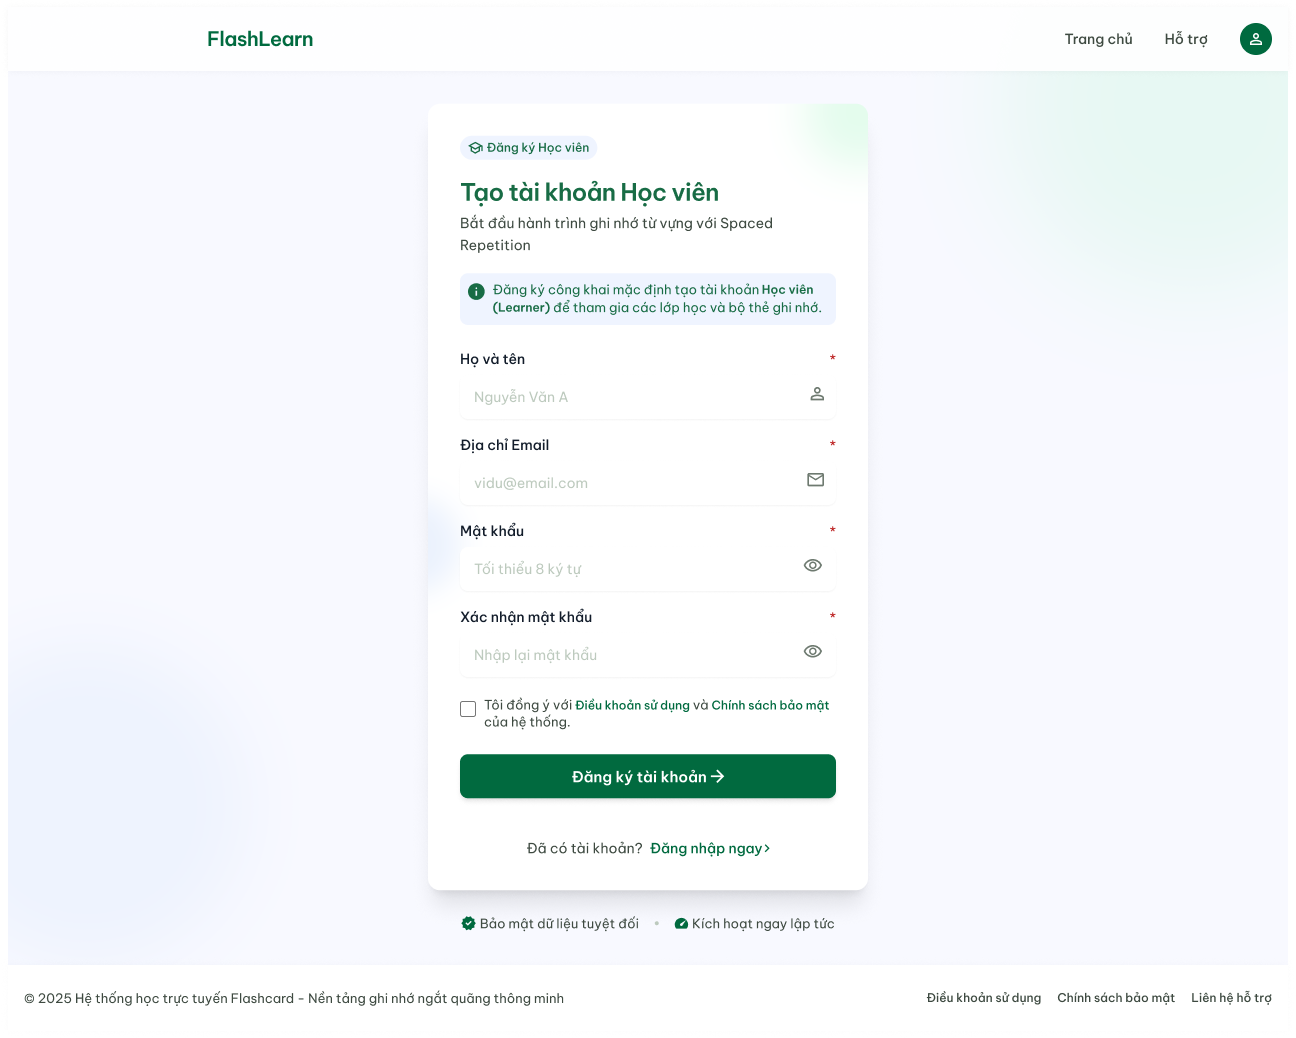 FlashLearn
Trang chủ
Hỗ trợ
Đăng ký Học viên
Tạo tài khoản Học viên
Bắt đầu hành trình ghi nhớ từ vựng với Spaced
Repetition
Đăng ký công khai mặc định tạo tài khoản Học viên
(Learner) để tham gia các lớp học và bộ thẻ ghi nhớ.
Họ và tên *
Nguyễn Văn A
Địa chỉ Email *
vidu@email.com
Mật khẩu *
Tối thiểu 8 ký tự
Xác nhận mật khẩu *
Nhập lại mật khẩu
Tôi đồng ý với Điều khoản sử dụng và Chính sách bảo mật
của hệ thống.
Đăng ký tài khoản
Đã có tài khoản? Đăng nhập ngay
Bảo mật dữ liệu tuyệt đối • Kích hoạt ngay lập tức
© 2025 Hệ thống học trực tuyến Flashcard - Nền tảng ghi nhớ ngắt quãng thông minh
Điều khoản sử dụng
Chính sách bảo mật
Liên hệ hỗ trợ